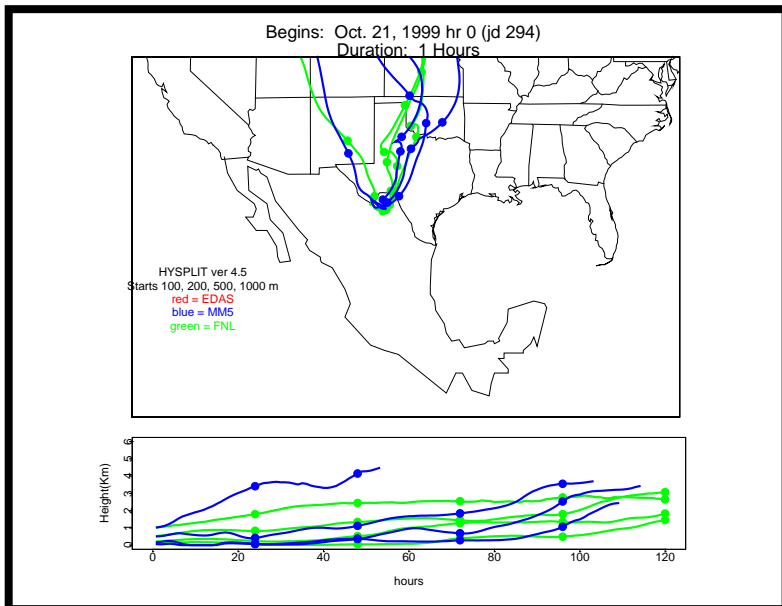 Begins:  Oct. 21, 1999 hr 0 (jd 294)
Duration:  1 Hours
HYSPLIT ver 4.5
Starts 100, 200, 500, 1000 m
red = EDAS
blue = MM5
green = FNL
Height(Km)
6
5
4
3
2
1
0
0 20 40 60 80 100 120
hours